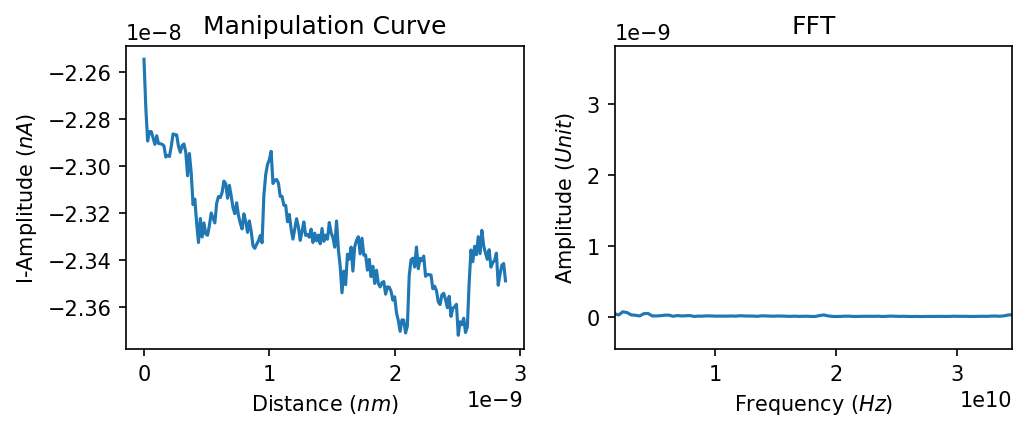 Manipulation Curve
1e−8
−2.26
−2.28
−2.30
−2.32
−2.34
−2.36
I-Amplitude (nA)
0
1
2
3
1e−9
Distance (nm)
FFT
1e−9
3
2
1
0
Amplitude (Unit)
1
2
3
1e10
Frequency (Hz)